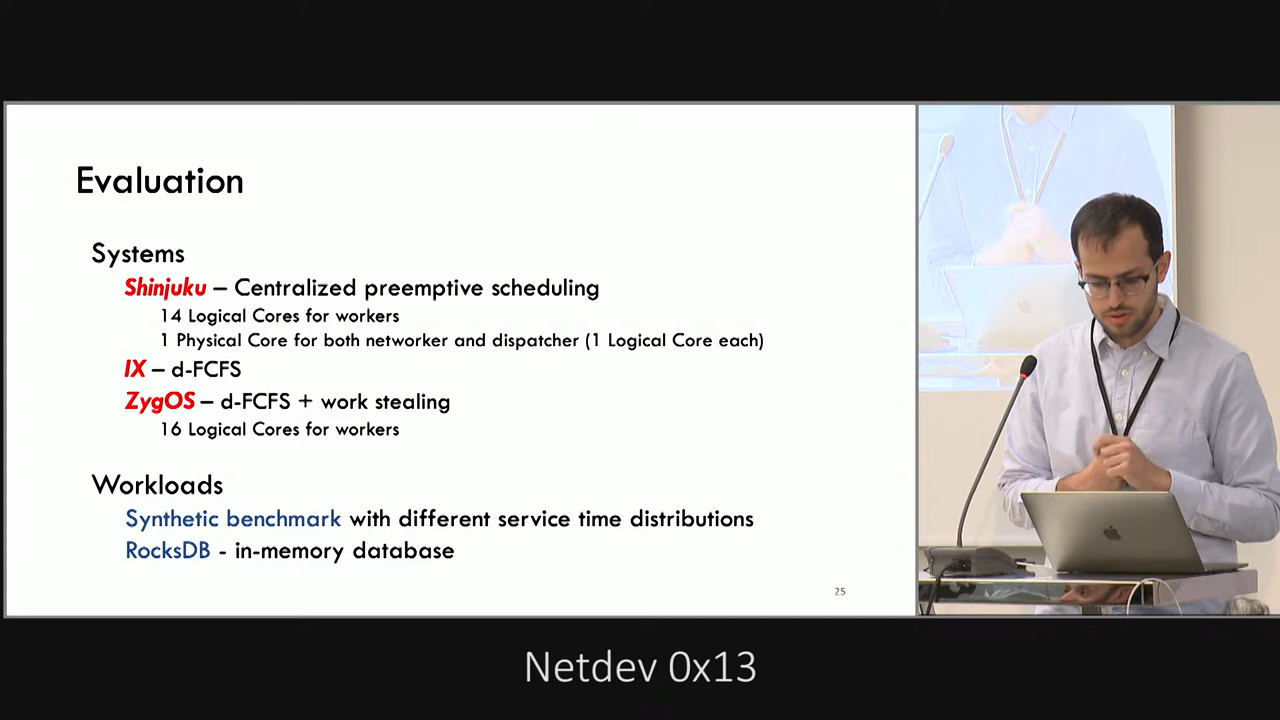 Evaluation
Systems
Shinjuku – Centralized preemptive scheduling
14 Logical Cores for workers
1 Physical Core for both networker and dispatcher (1 Logical Core each)
IX – d-FCFS
ZygOS – d-FCFS + work stealing
16 Logical Cores for workers
Workloads
Synthetic benchmark with different service time distributions
RocksDB - in-memory database
25
Netdev 0x13